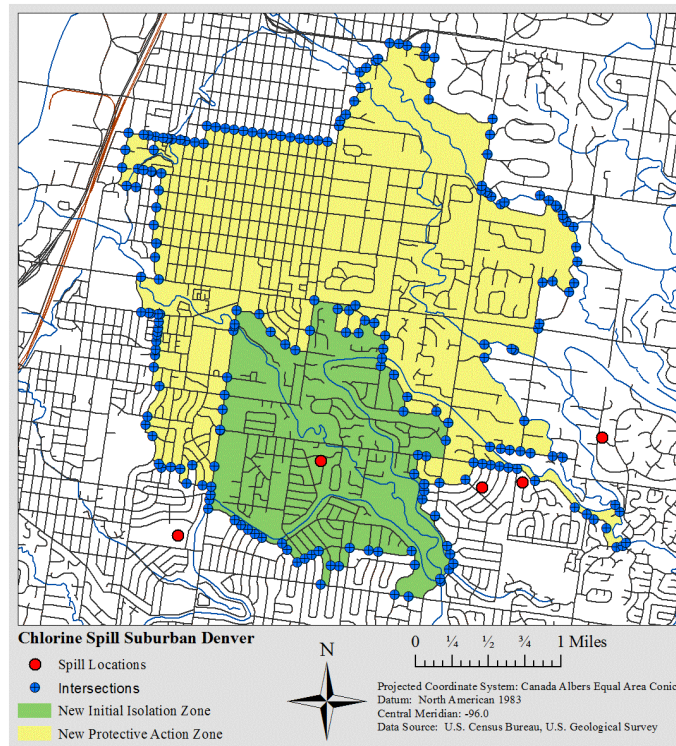 Chlorine Spill Suburban Denver
Spill Locations
Intersections
New Initial Isolation Zone
New Protective Action Zone
N
0 ¼ ½ ¾ 1 Miles
Projected Coordinate System: Canada Albers Equal Area Conic
Datum: North American 1983
Central Meridian: -96.0
Data Source: U.S. Census Bureau, U.S. Geological Survey